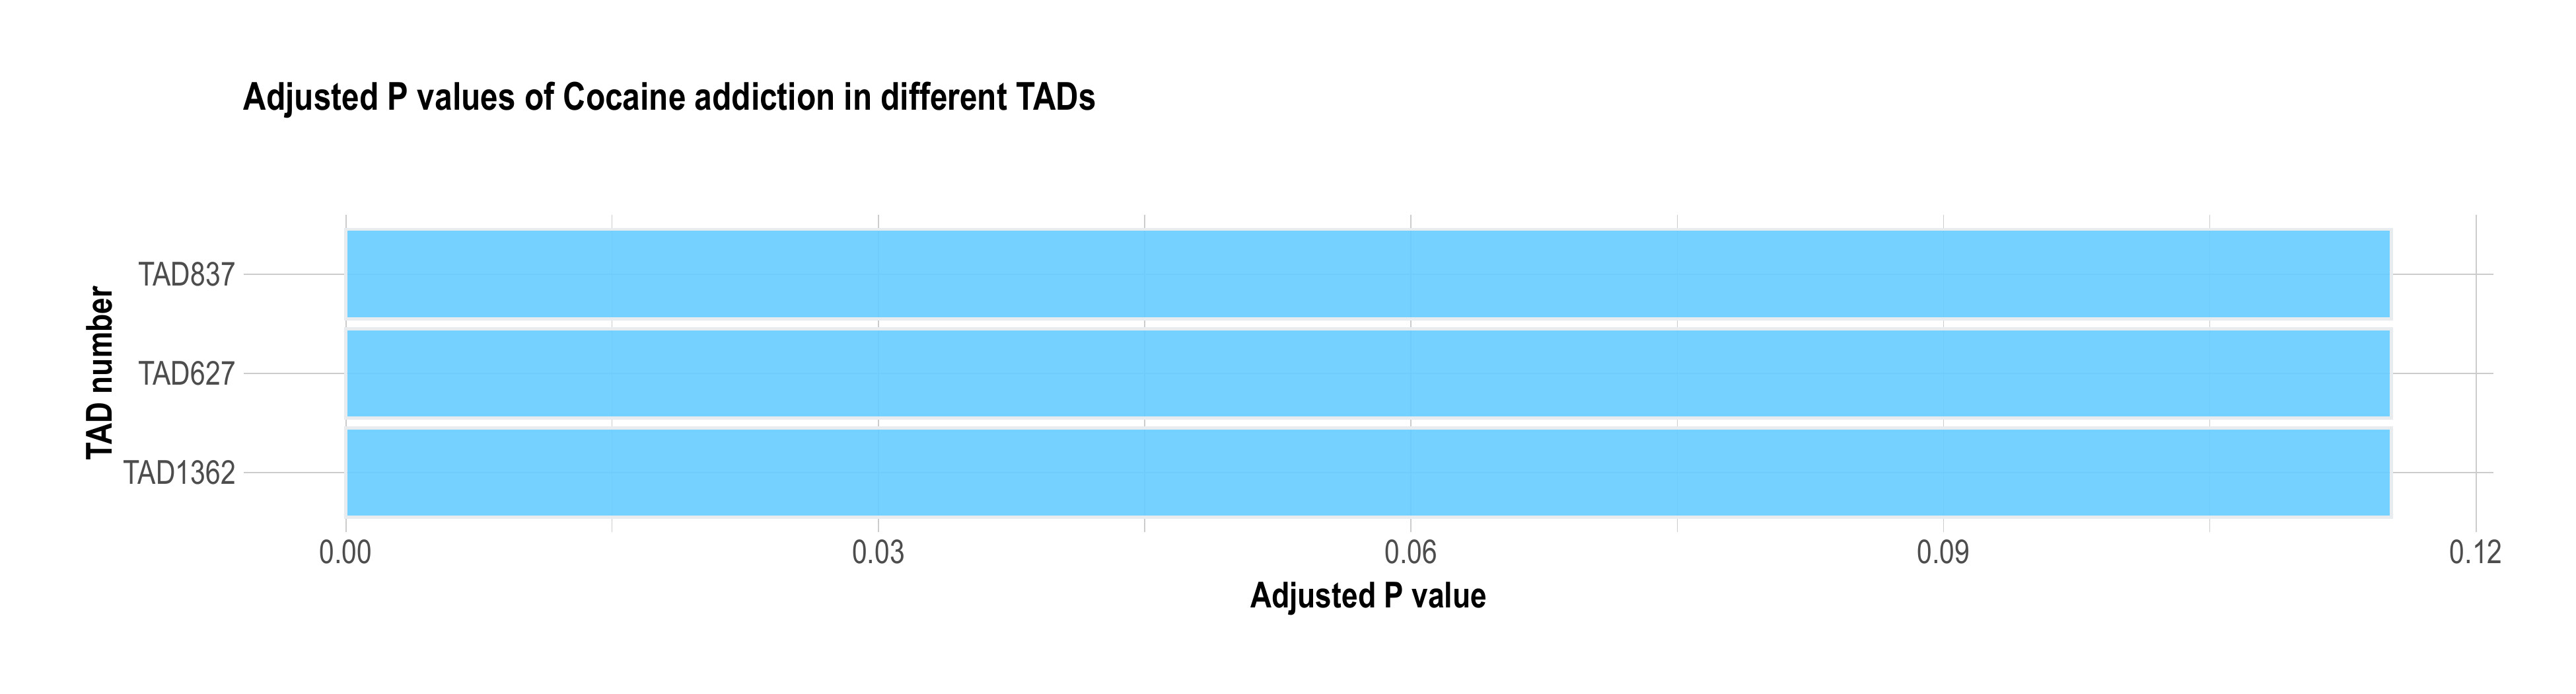 Adjusted P values of Cocaine addiction in different TADs
TAD number
TAD837
TAD627
TAD1362
0.00 0.03 0.06 0.09 0.12
Adjusted P value